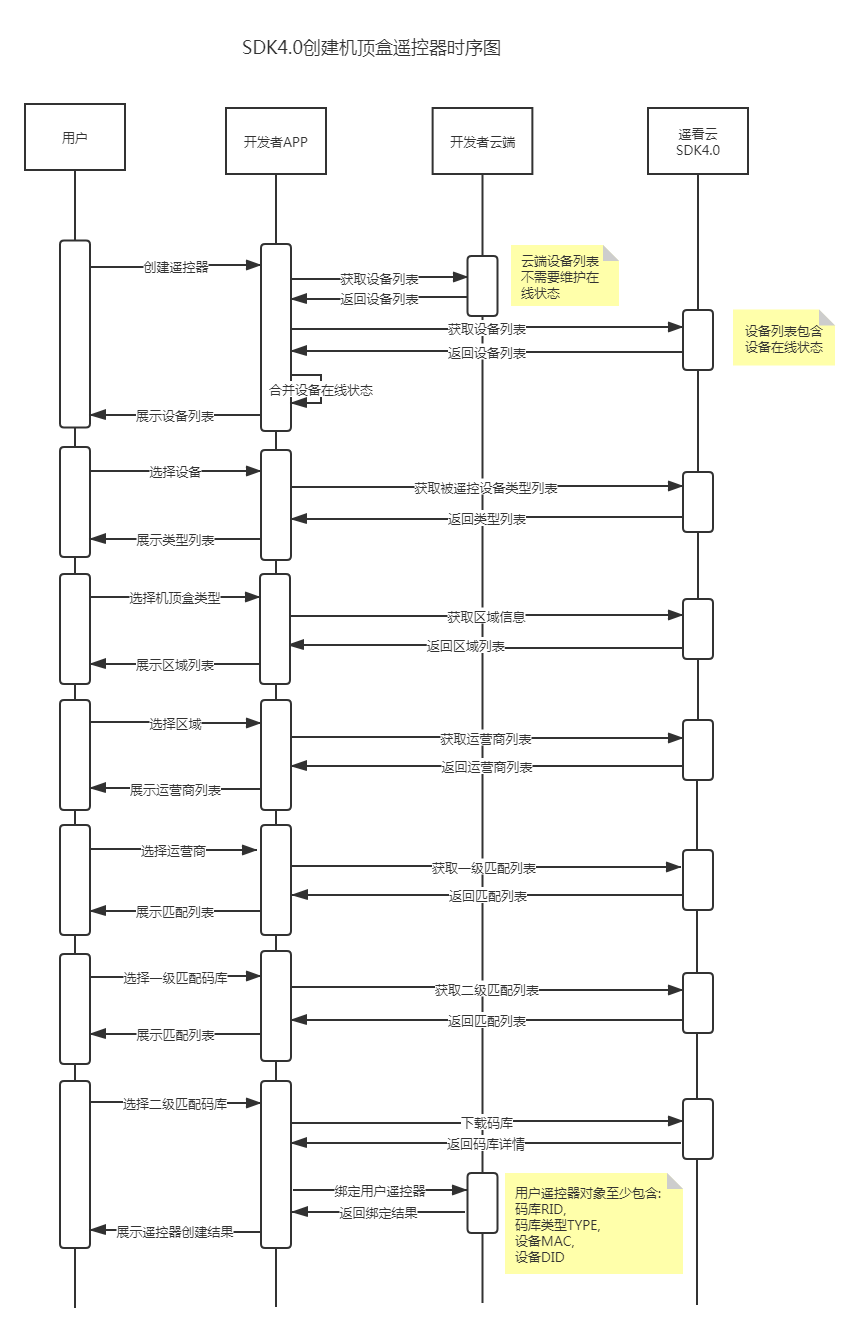 SDK4.0创建机顶盒遥控器时序图
用户
开发者APP
开发者云端
遥看云
SDK4.0
创建遥控器
获取设备列表
返回设备列表
云端设备列表
不需要维护在
线状态
获取设备列表
返回设备列表
设备列表包含
设备在线状态
合并设备在线状态
展示设备列表
选择设备
获取被遥控设备类型列表
返回类型列表
展示类型列表
选择机顶盒类型
获取区域信息
返回区域列表
展示区域列表
选择区域
获取运营商列表
返回运营商列表
展示运营商列表
选择运营商
获取一级匹配列表
返回匹配列表
展示匹配列表
选择一级匹配码库
获取二级匹配列表
返回匹配列表
展示匹配列表
选择二级匹配码库
下载码库
返回码库详情
绑定用户遥控器
返回绑定结果
用户遥控器对象至少包含:
码库RID,
码库类型TYPE,
设备MAC,
设备DID
展示遥控器创建结果